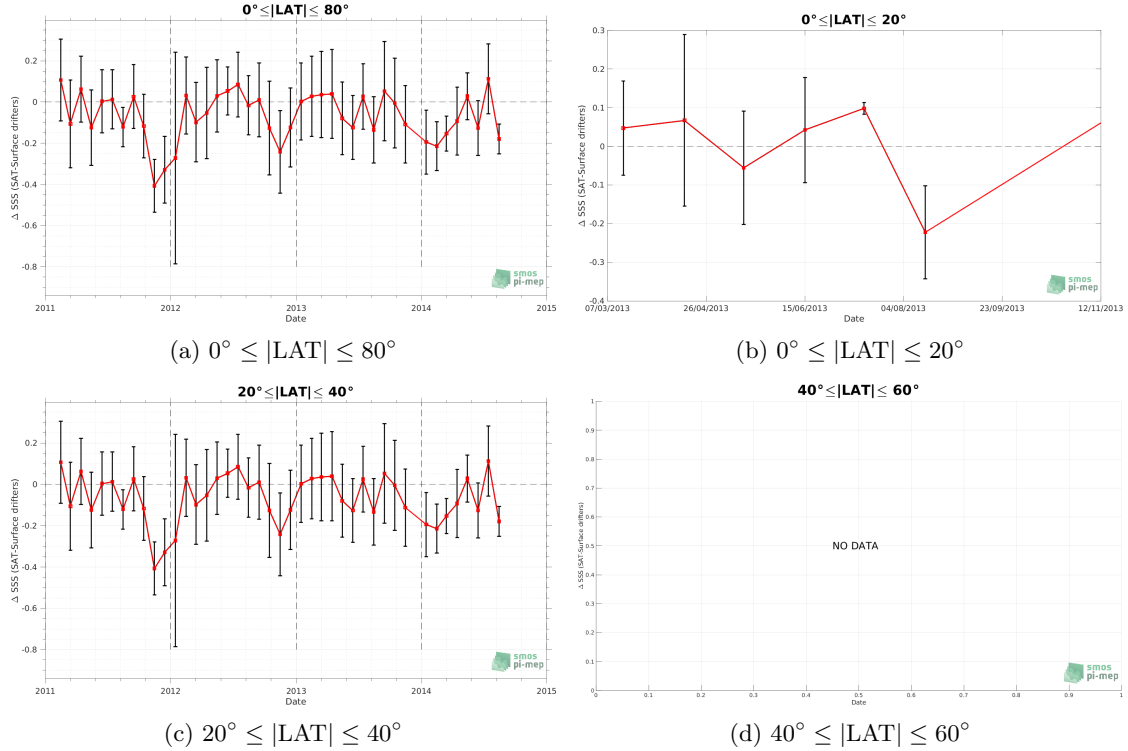 0°≤|LAT|≤ 80°
Δ SSS (SAT-Surface drifters)
0.2
0
-0.2
-0.4
-0.6
-0.8
2011
2012
2013
2014
2015
Date
smos
pi-mep
(a) 0° ≤ |LAT| ≤ 80°
0°≤|LAT|≤ 20°
Δ SSS (SAT-Surface drifters)
0.3
0.2
0.1
0
-0.1
-0.2
-0.3
-0.4
07/03/2013
26/04/2013
15/06/2013
04/08/2013
23/09/2013
12/11/2013
Date
smos
pi-mep
(b) 0° ≤ |LAT| ≤ 20°
20°≤|LAT|≤ 40°
Δ SSS (SAT-Surface drifters)
0.2
0
-0.2
-0.4
-0.6
-0.8
2011
2012
2013
2014
2015
Date
smos
pi-mep
(c) 20° ≤ |LAT| ≤ 40°
40°≤|LAT|≤ 60°
Δ SSS (SAT-Surface drifters)
1
0.9
0.8
0.7
0.6
0.5
0.4
0.3
0.2
0.1
0
NO DATA
0
0.1
0.2
0.3
0.4
0.5
0.6
0.7
0.8
0.9
1
Date
smos
pi-mep
(d) 40° ≤ |LAT| ≤ 60°